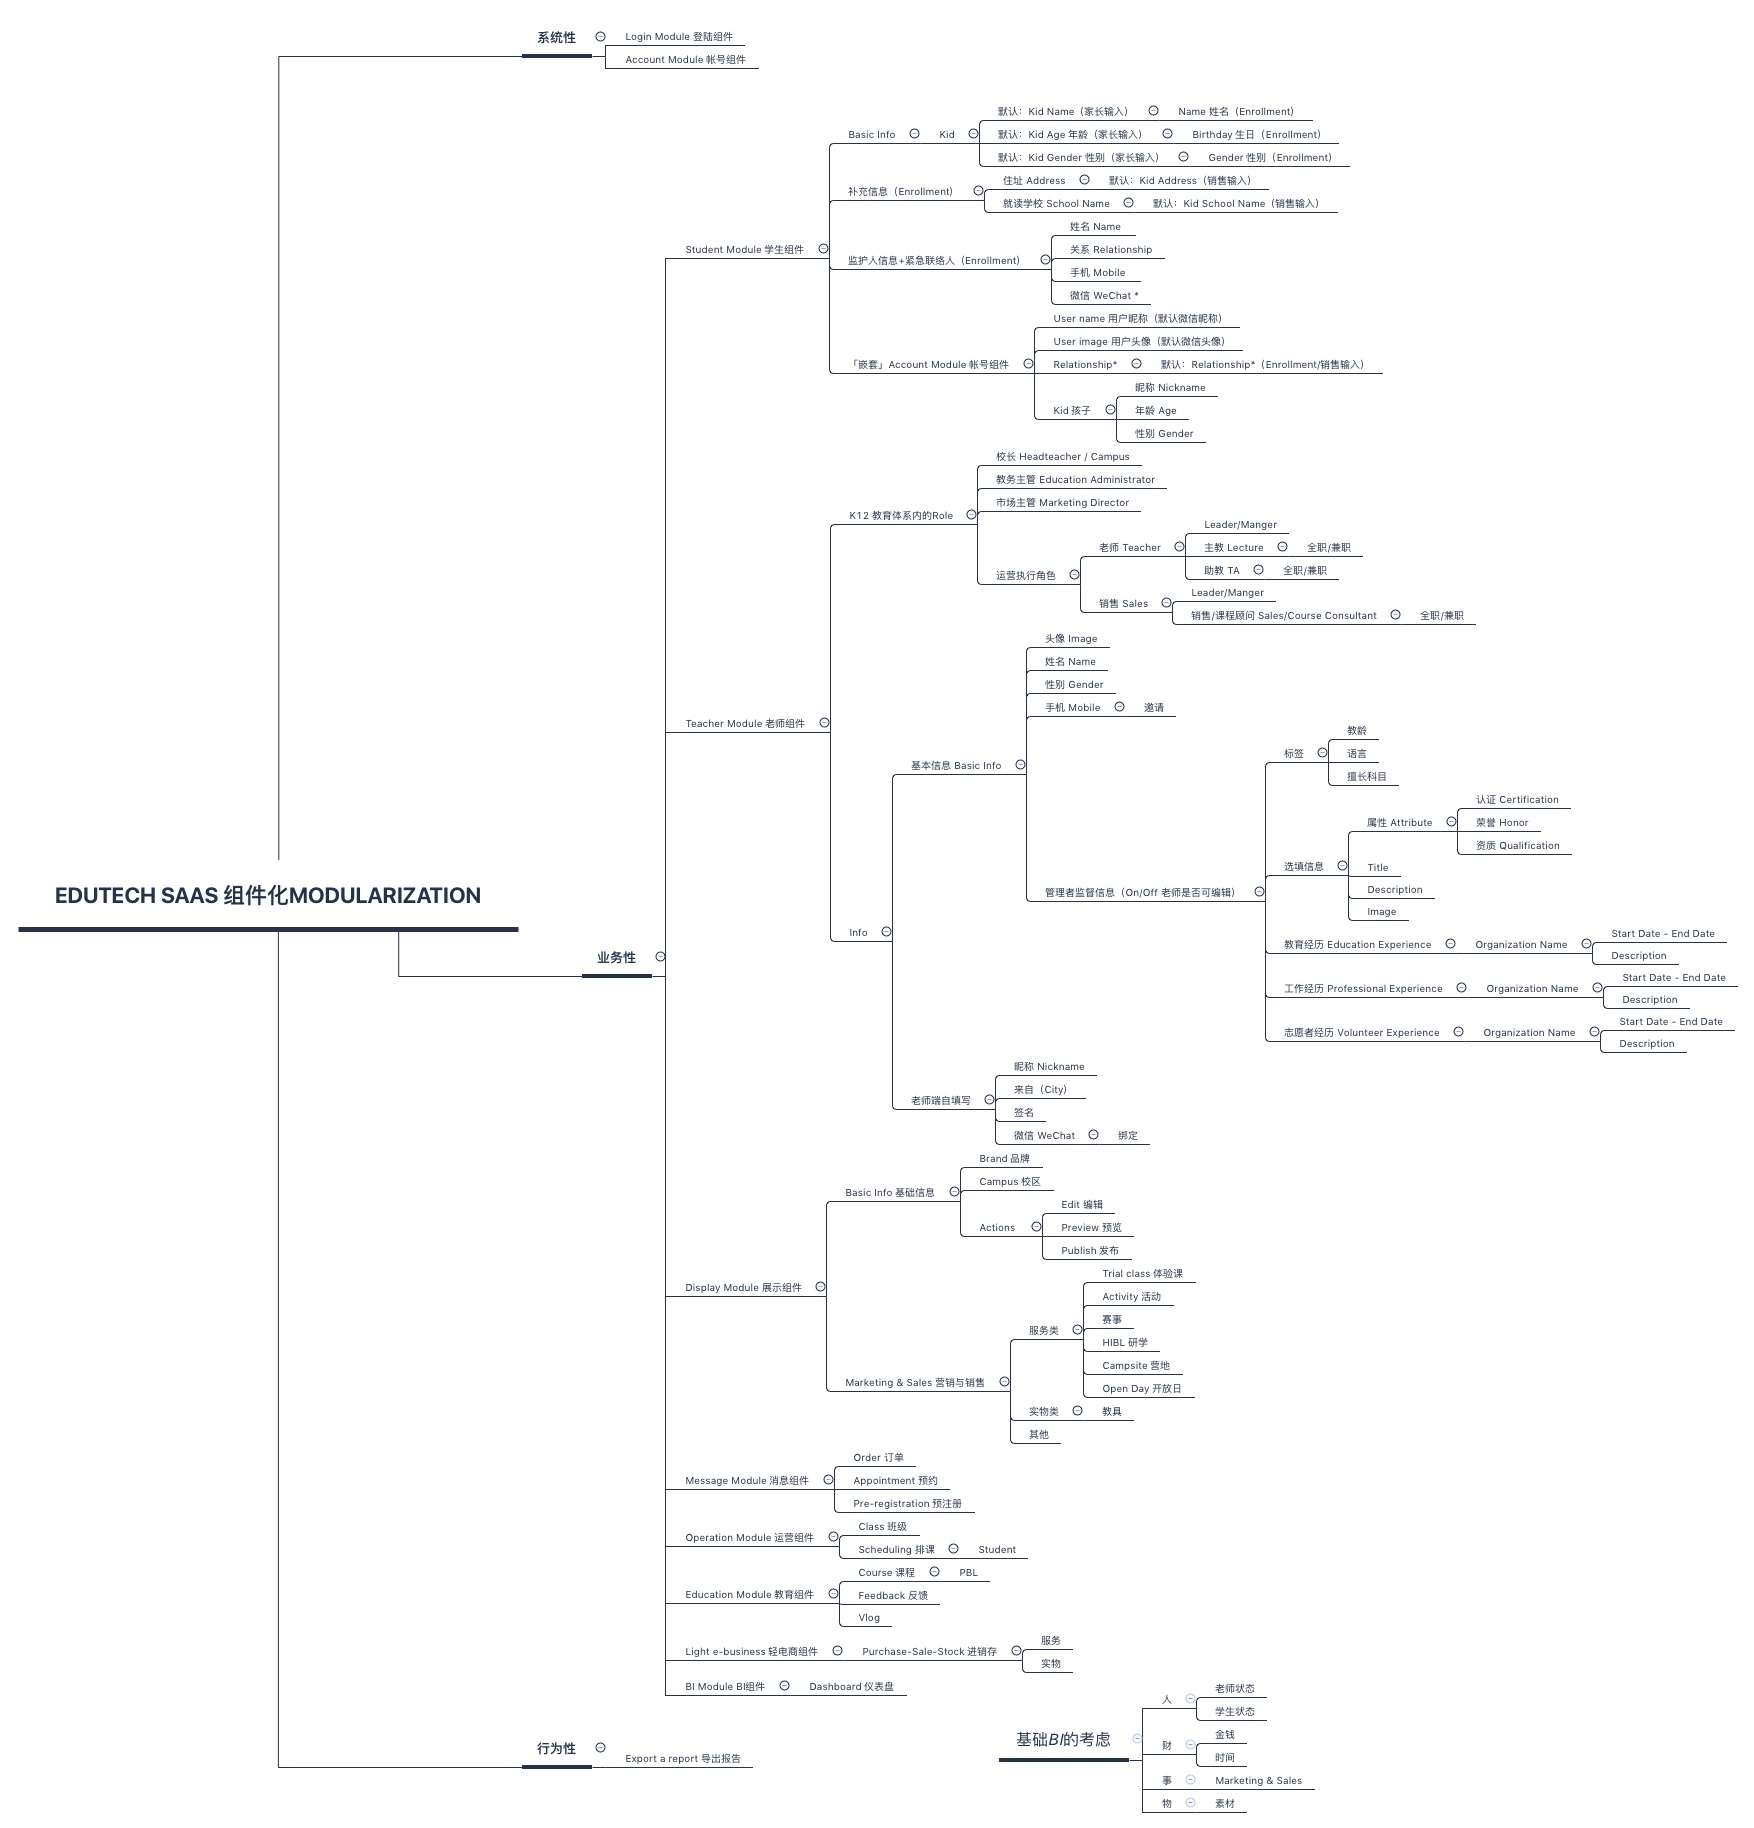 系统性
Login Module 登陆组件
Account Module 帐号组件
默认：Kid Name（家长输入）
Name 姓名（Enrollment）
Basic Info
Kid
默认：Kid Age 年龄（家长输入）
Birthday 生日（Enrollment）
默认：Kid Gender 性别（家长输入）
Gender 性别（Enrollment）
补充信息（Enrollment）
住址 Address
默认：Kid Address（销售输入）
就读学校 School Name
默认：Kid School Name（销售输入）
Student Module 学生组件
监护人信息+紧急联络人（Enrollment）
姓名 Name
关系 Relationship
手机 Mobile
微信 WeChat *
「嵌套」Account Module 帐号组件
User name 用户昵称（默认微信昵称）
User image 用户头像（默认微信头像）
Relationship*
默认：Relationship*（Enrollment/销售输入）
Kid 孩子
昵称 Nickname
年龄 Age
性别 Gender
Teacher Module 老师组件
K12 教育体系内的Role
校长 Headteacher / Campus
教务主管 Education Administrator
市场主管 Marketing Director
运营执行角色
老师 Teacher
Leader/Manger
主教 Lecture
全职/兼职
助教 TA
全职/兼职
销售 Sales
Leader/Manger
销售/课程顾问 Sales/Course Consultant
全职/兼职
Info
基本信息 Basic Info
头像 Image
姓名 Name
性别 Gender
手机 Mobile
邀请
管理者监督信息（On/Off 老师是否可编辑）
标签
教龄
语言
擅长科目
选填信息
属性 Attribute
认证 Certification
荣誉 Honor
资质 Qualification
Title
Description
Image
教育经历 Education Experience
Organization Name
Start Date - End Date
Description
工作经历 Professional Experience
Organization Name
Start Date - End Date
Description
志愿者经历 Volunteer Experience
Organization Name
Start Date - End Date
Description
老师端自填写
昵称 Nickname
来自（City）
签名
微信 WeChat
绑定
EDUTECH SAAS 组件化MODULARIZATION
业务性
Display Module 展示组件
Basic Info 基础信息
Brand 品牌
Campus 校区
Actions
Edit 编辑
Preview 预览
Publish 发布
Marketing & Sales 营销与销售
服务类
Trial class 体验课
Activity 活动
赛事
HIBL 研学
Campsite 营地
Open Day 开放日
实物类
教具
其他
Message Module 消息组件
Order 订单
Appointment 预约
Pre-registration 预注册
Operation Module 运营组件
Class 班级
Scheduling 排课
Student
Education Module 教育组件
Course 课程
PBL
Feedback 反馈
Vlog
Light e-business 轻电商组件
Purchase-Sale-Stock 进销存
服务
实物
BI Module BI组件
Dashboard 仪表盘
行为性
Export a report 导出报告
基础BI的考虑
人
老师状态
学生状态
财
金钱
时间
事
Marketing & Sales
物
素材